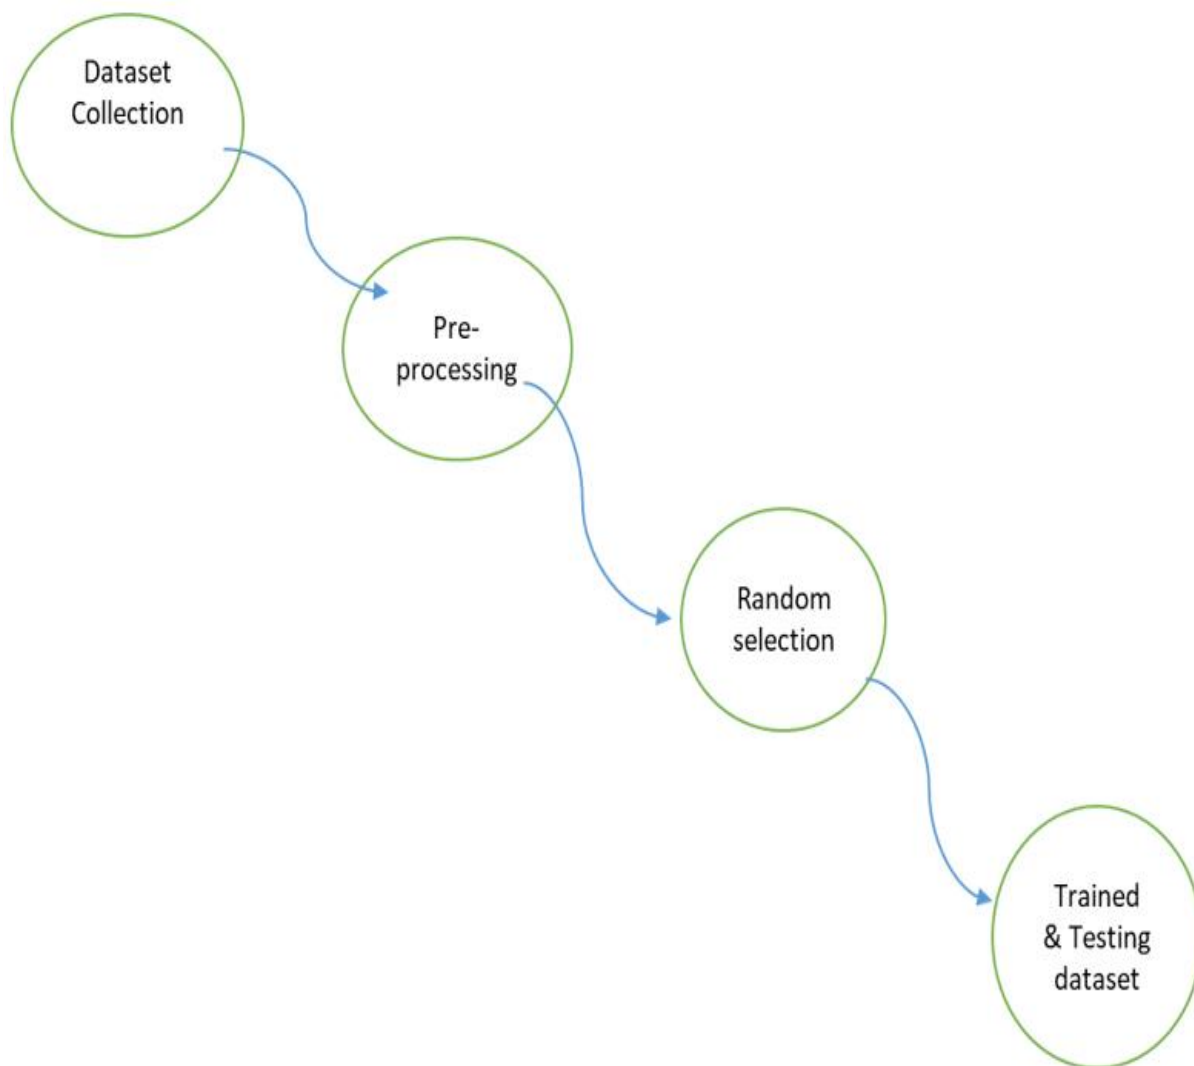 Dataset
Collection
Pre-
processing
Random
selection
Trained
& Testing
dataset